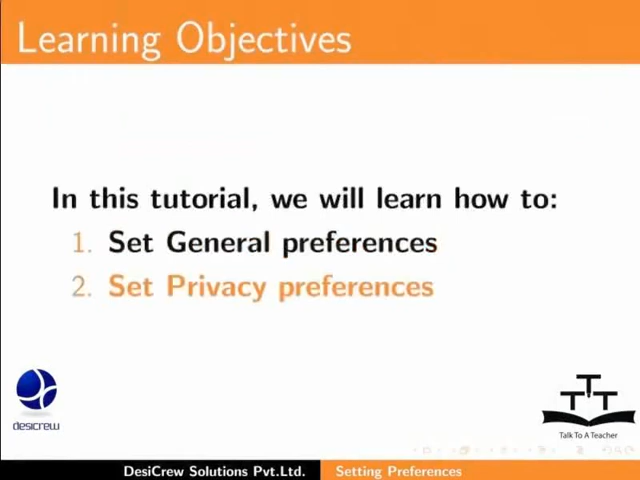 Learning Objectives
In this tutorial, we will learn how to:
1. Set General preferences
2. Set Privacy preferences
desicrew
TTT
Talk To A Teacher
DesiCrew Solutions Pvt.Ltd. Setting Preferences